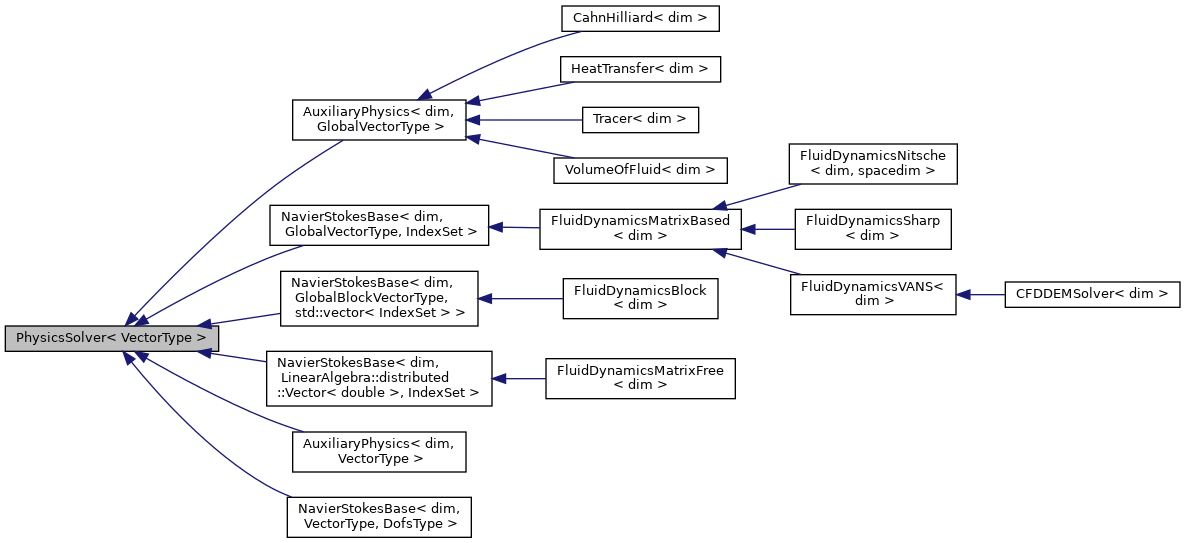 CahnHilliard< dim >
HeatTransfer< dim >
AuxiliaryPhysics< dim,
GlobalVectorType >
Tracer< dim >
VolumeOfFluid< dim >
FluidDynamicsNitsche
< dim, spacedim >
NavierStokesBase< dim,
GlobalVectorType, IndexSet >
FluidDynamicsMatrixBased
< dim >
FluidDynamicsSharp
< dim >
NavierStokesBase< dim,
GlobalBlockVectorType,
std::vector< IndexSet > >
FluidDynamicsBlock
< dim >
FluidDynamicsVANS<
dim >
CFDDEMSolver< dim >
PhysicsSolver< VectorType >
NavierStokesBase< dim,
LinearAlgebra::distributed
::Vector< double >, IndexSet >
FluidDynamicsMatrixFree
< dim >
AuxiliaryPhysics< dim,
VectorType >
NavierStokesBase< dim,
VectorType, DofsType >